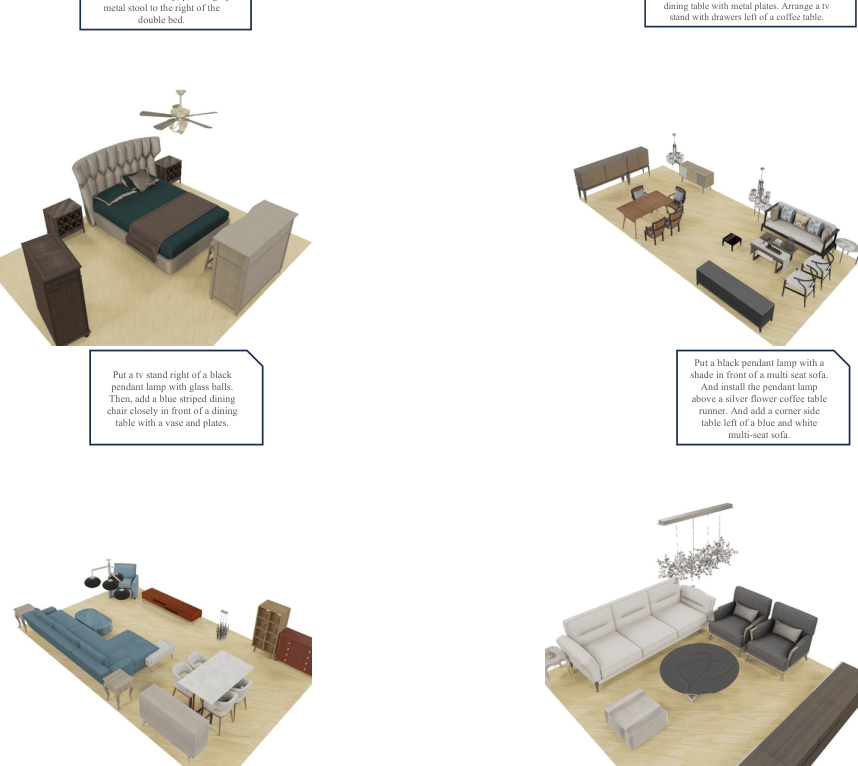 metal stool to the right of the
double bed.
dining table with metal plates. Arrange a tv
stand with drawers left of a coffee table.
Put a tv stand right of a black
pendant lamp with glass balls.
Then, add a blue striped dining
chair closely in front of a dining
table with a vase and plates.
Put a black pendant lamp with a
shade in front of a multi seat sofa.
And install the pendant lamp
above a silver flower coffee table
runner. And add a corner side
table left of a blue and white
multi-seat sofa.